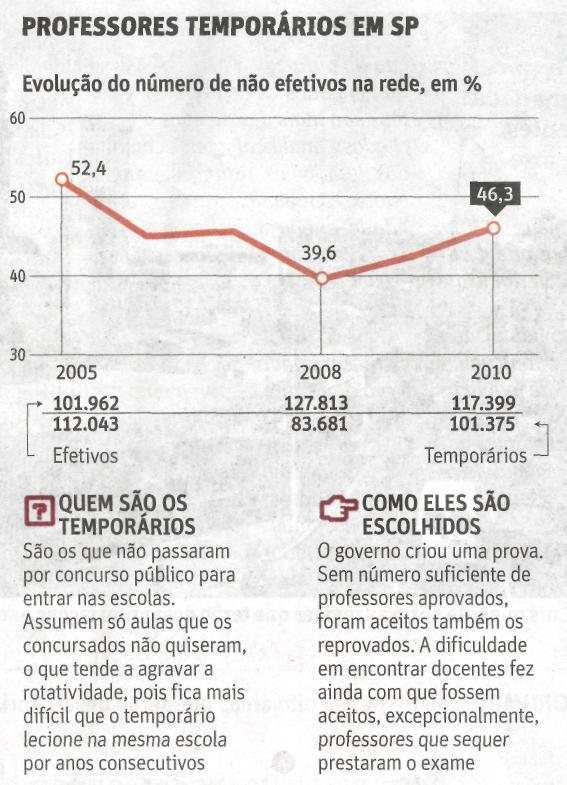 PROFESSORES TEMPORÁRIOS EM SP
Evolução do número de não efetivos na rede, em %
60
52,4
50
46,3
39,6
40
30
2005 2008 2010
101.962 127.813 117.399
112.043 83.681 101.375
Efetivos Temporários
? QUEM SÃO OS
TEMPORÁRIOS
São os que não passaram
por concurso público para
entrar nas escolas.
Assumem só aulas que os
concursados não quiseram,
o que tende a agravar a
rotatividade, pois fica mais
difícil que o temporário
lecione na mesma escola
por anos consecutivos
COMO ELES SÃO
ESCOLHIDOS
O governo criou uma prova.
Sem número suficiente de
professores aprovados,
foram aceitos também os
reprovados. A dificuldade
em encontrar docentes fez
ainda com que fossem
aceitos, excepcionalmente,
professores que sequer
prestaram o exame